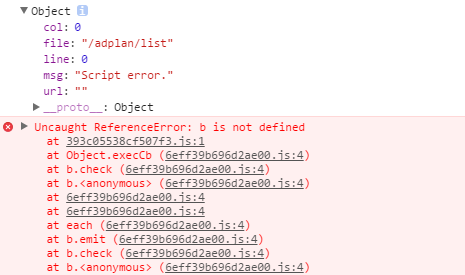 Object
col: 0
file: "/adplan/list"
line: 0
msg: "Script error."
url: ""
__proto__: Object
Uncaught ReferenceError: b is not defined
at 393c05538cf507f3.js:1
at Object.execCb (6eff39b696d2ae00.js:4)
at b.check (6eff39b696d2ae00.js:4)
at b.<anonymous> (6eff39b696d2ae00.js:4)
at 6eff39b696d2ae00.js:4
at 6eff39b696d2ae00.js:4
at each (6eff39b696d2ae00.js:4)
at b.emit (6eff39b696d2ae00.js:4)
at b.check (6eff39b696d2ae00.js:4)
at b.<anonymous> (6eff39b696d2ae00.js:4)